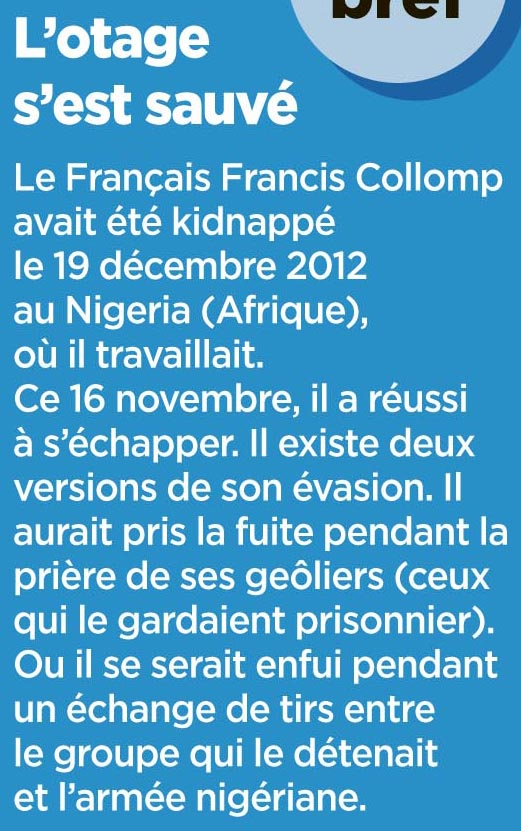 bref
L'otage
s'est sauvé
Le Français Francis Collomp
avait été kidnappé
le 19 décembre 2012
au Nigeria (Afrique),
où il travaillait.
Ce 16 novembre, il a réussi
à s'échapper. Il existe deux
versions de son évasion. Il
aurait pris la fuite pendant la
prière de ses geôliers (ceux
qui le gardaient prisonnier).
Ou il se serait enfui pendant
un échange de tirs entre
le groupe qui le détenait
et l'armée nigériane.